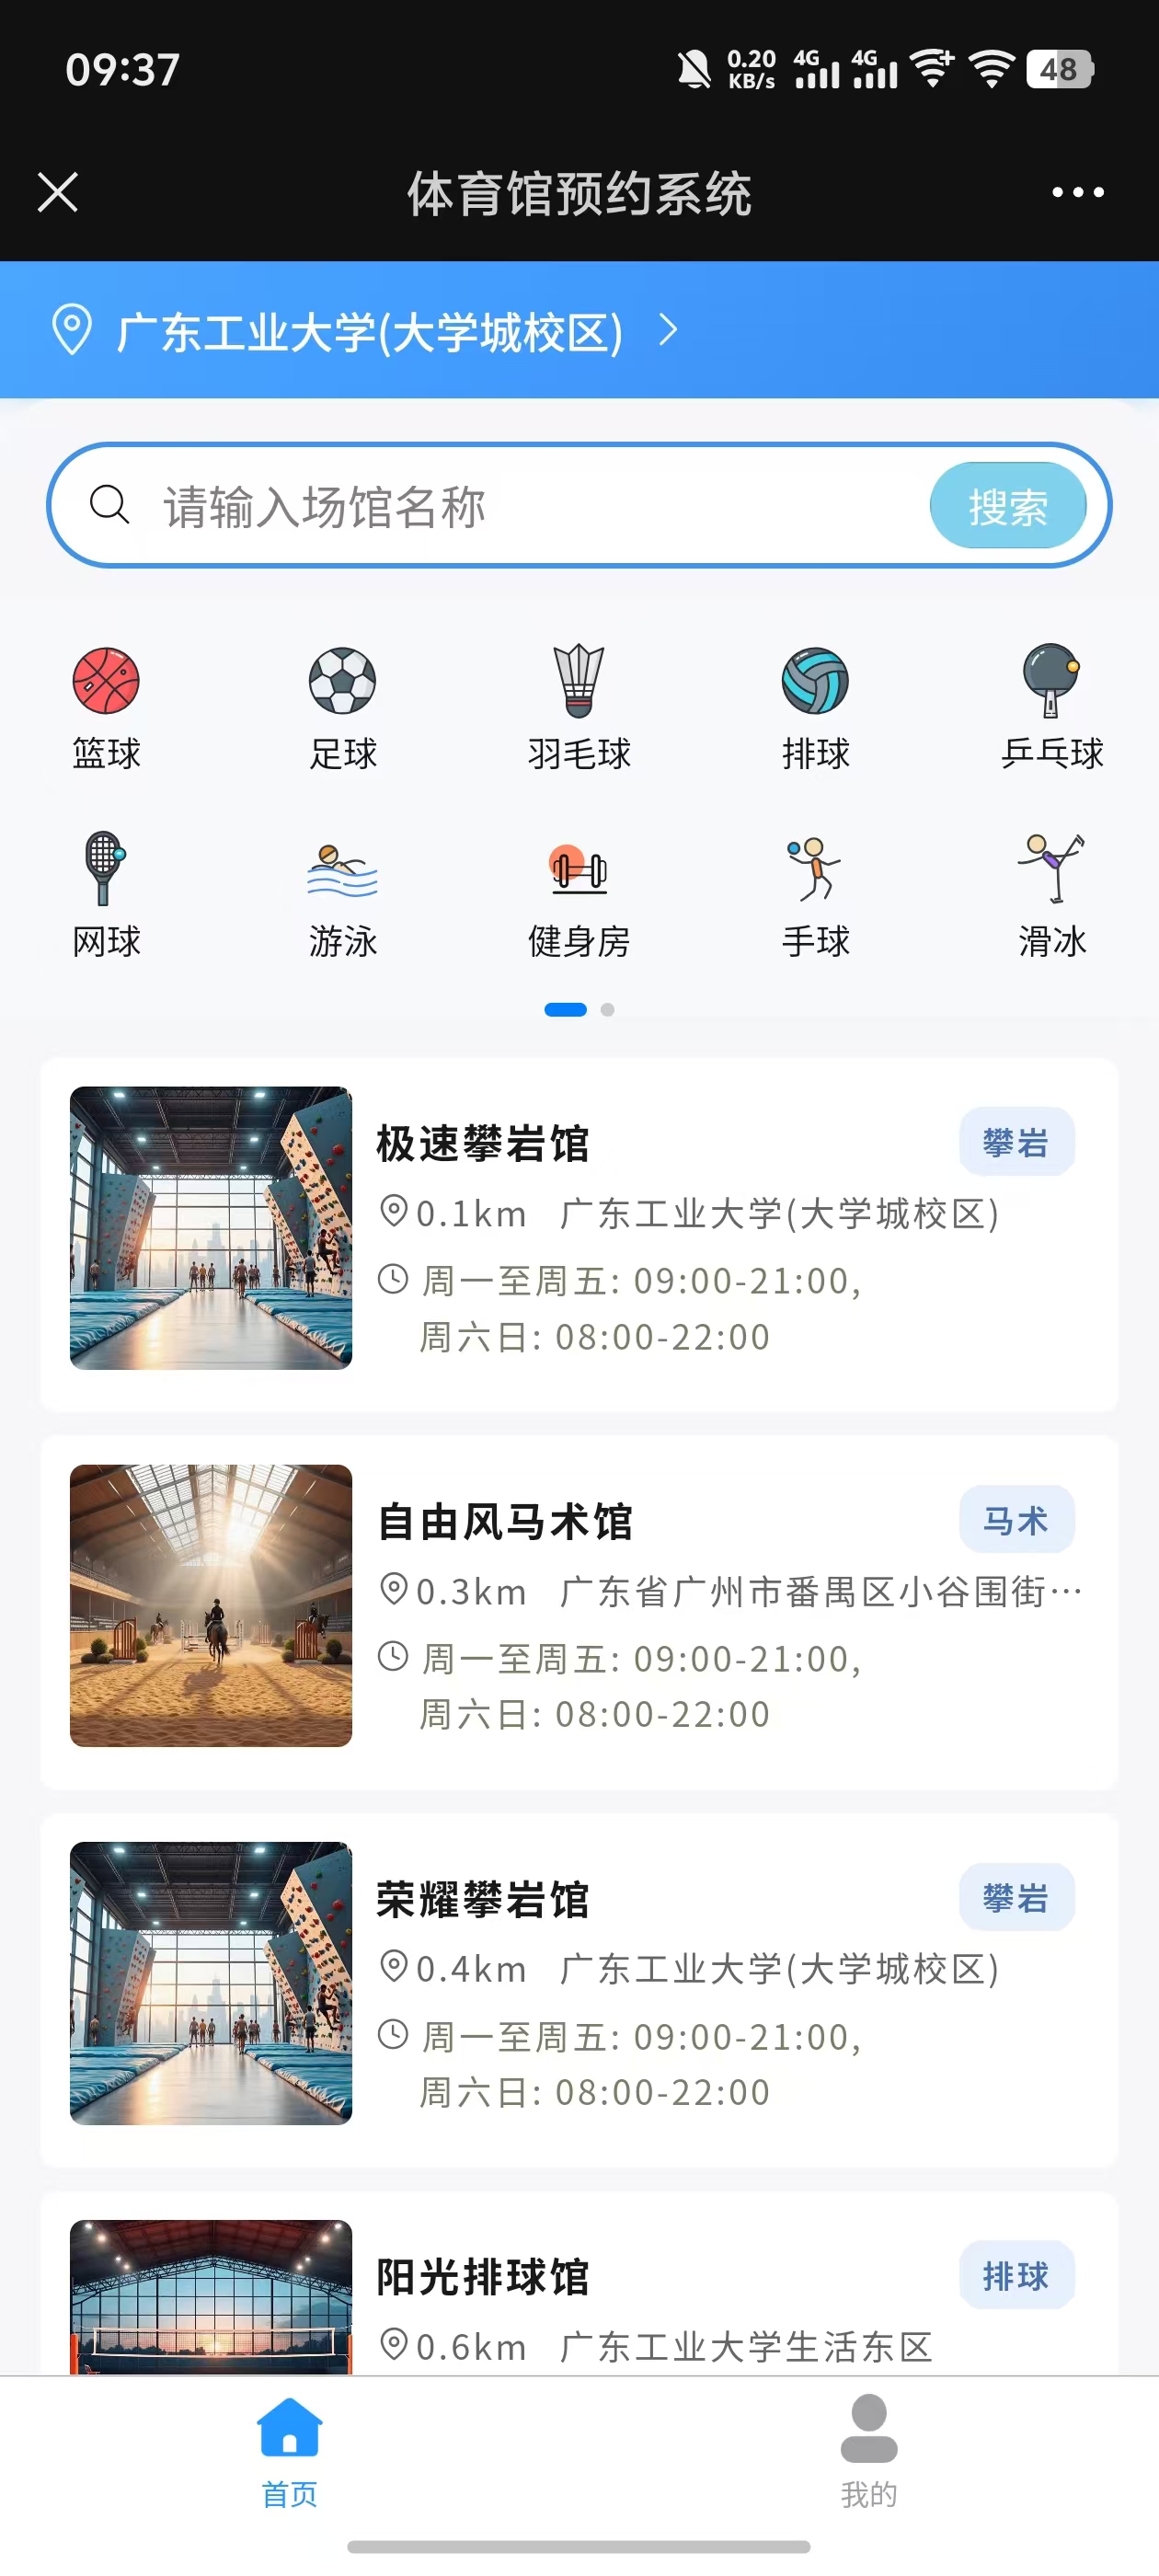 09:37
0.20 KB/s 4G 4G 48
体育馆预约系统
广东工业大学(大学城校区)
请输入场馆名称 搜索
篮球 足球 羽毛球 排球 乒乓球
网球 游泳 健身房 手球 滑冰
极速攀岩馆 攀岩
0.1km 广东工业大学(大学城校区)
周一至周五: 09:00-21:00,
周六日: 08:00-22:00
自由风马术馆 马术
0.3km 广东省广州市番禺区小谷围街…
周一至周五: 09:00-21:00,
周六日: 08:00-22:00
荣耀攀岩馆 攀岩
0.4km 广东工业大学(大学城校区)
周一至周五: 09:00-21:00,
周六日: 08:00-22:00
阳光排球馆 排球
0.6km 广东工业大学生活东区
首页 我的